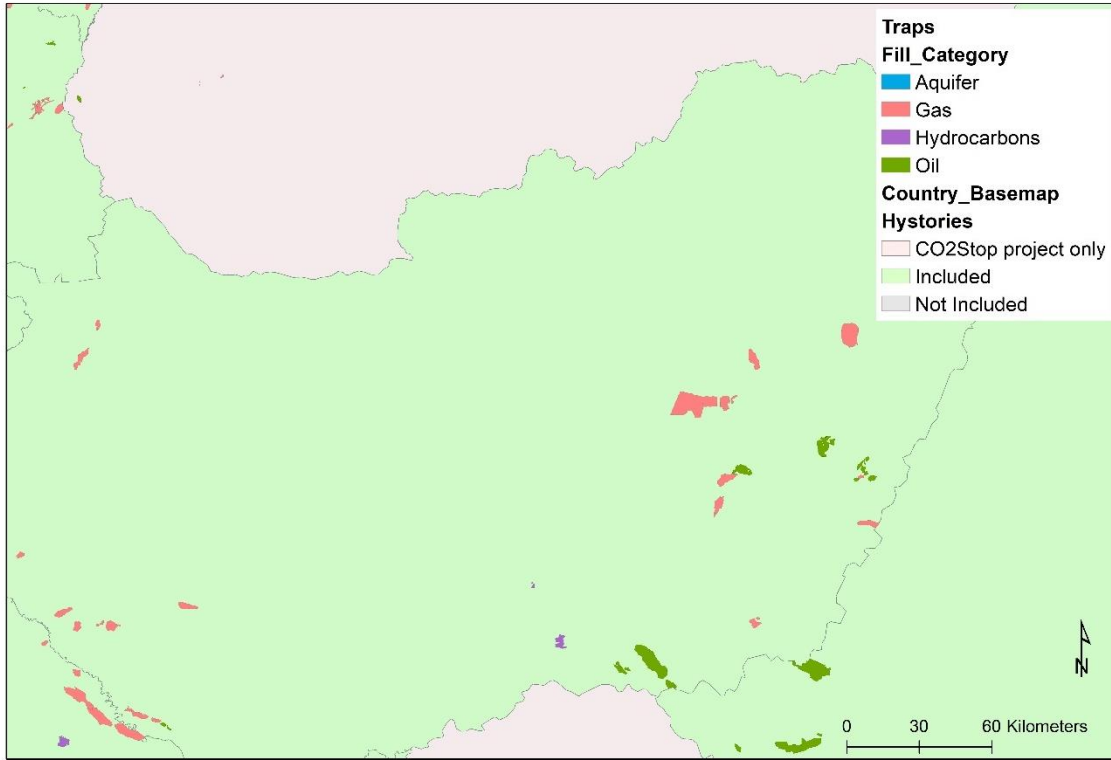 Traps
Fill_Category
Aquifer
Gas
Hydrocarbons
Oil
Country_Basemap
Hystories
CO2Stop project only
Included
Not Included
N
0 30 60 Kilometers